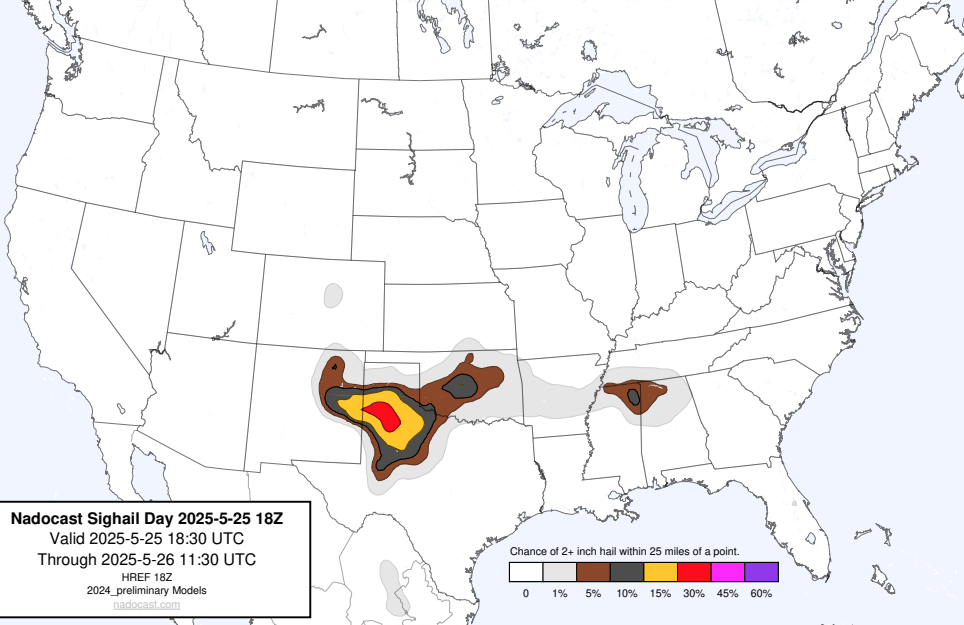 Nadocast Sighail Day 2025-5-25 18Z
Valid 2025-5-25 18:30 UTC
Through 2025-5-26 11:30 UTC
HREF 18Z
2024_preliminary Models
nadocast.com
Chance of 2+ inch hail within 25 miles of a point.
0 1% 5% 10% 15% 30% 45% 60%